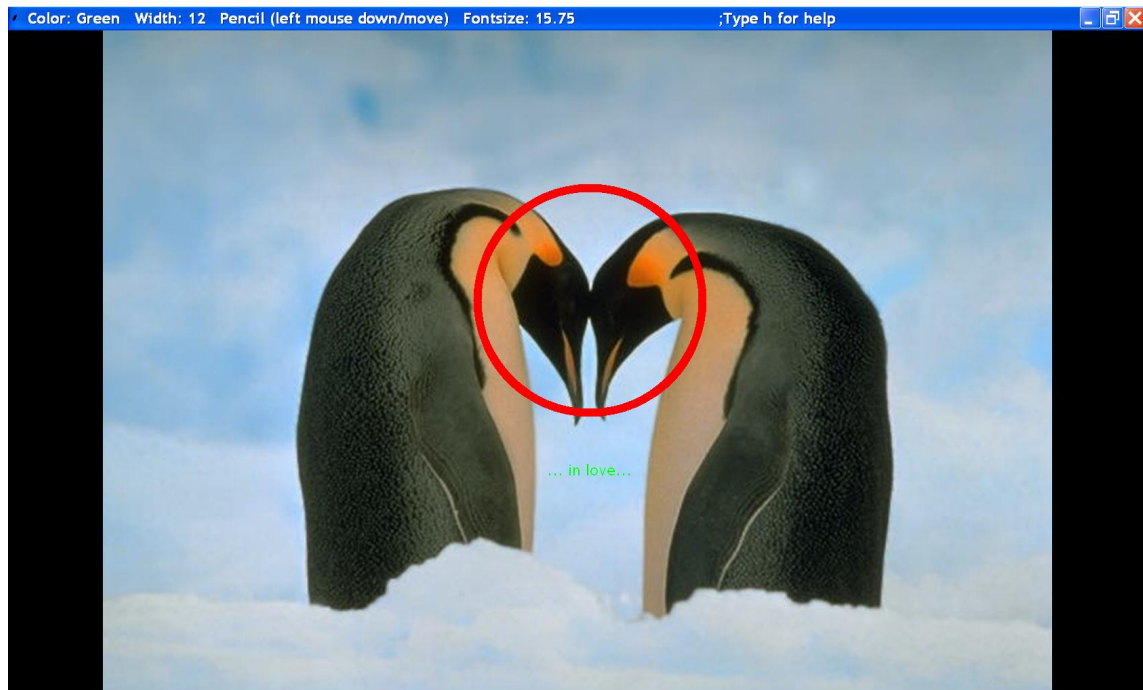 Color: Green Width: 12 Pencil (left mouse down/move) Fontsize: 15.75 ;Type h for help
... in love...